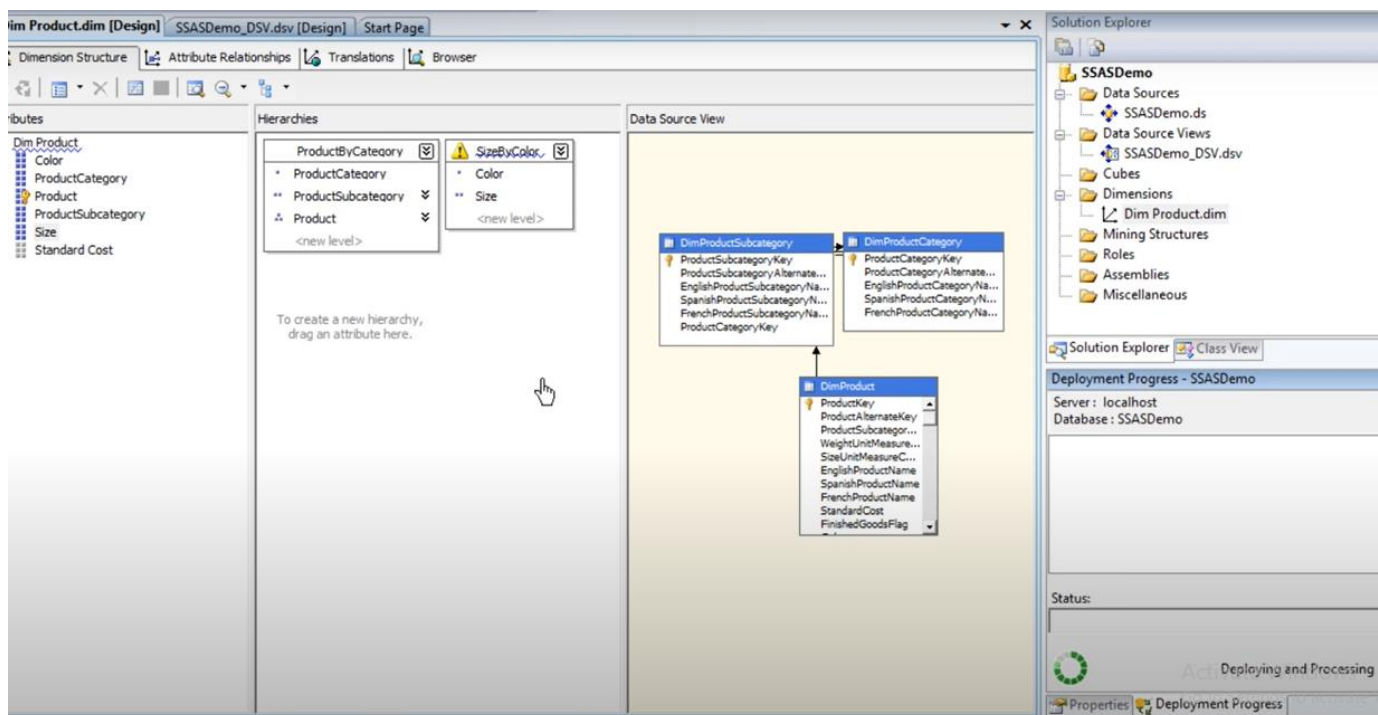 Dim Product.dim [Design] SSASDemo_DSV.dsv [Design] Start Page
Dimension Structure Attribute Relationships Translations Browser
ibutes
Dim Product
Color
ProductCategory
Product
ProductSubcategory
Size
Standard Cost
Hierarchies
ProductByCategory
ProductCategory
ProductSubcategory
Product
<new level>
SizeByColor
Color
Size
<new level>
To create a new hierarchy,
drag an attribute here.
Data Source View
DimProductSubcategory
ProductSubcategoryKey
ProductSubcategoryAlternate...
EnglishProductSubcategoryNa...
SpanishProductSubcategoryN...
FrenchProductSubcategoryNa...
ProductCategoryKey
DimProductCategory
ProductCategoryKey
ProductCategoryAlternate...
EnglishProductCategoryNa...
SpanishProductCategoryN...
FrenchProductCategoryNa...
DimProduct
ProductKey
ProductAlternateKey
ProductSubcategor...
WeightUnitMeasure...
SizeUnitMeasureC...
EnglishProductName
SpanishProductName
FrenchProductName
StandardCost
FinishedGoodsFlag
Solution Explorer
SSASDemo
Data Sources
SSASDemo.ds
Data Source Views
SSASDemo_DSV.dsv
Cubes
Dimensions
Dim Product.dim
Mining Structures
Roles
Assemblies
Miscellaneous
Solution Explorer Class View
Deployment Progress - SSASDemo
Server : localhost
Database : SSASDemo
Status:
Deploying and Processing
Properties Deployment Progress